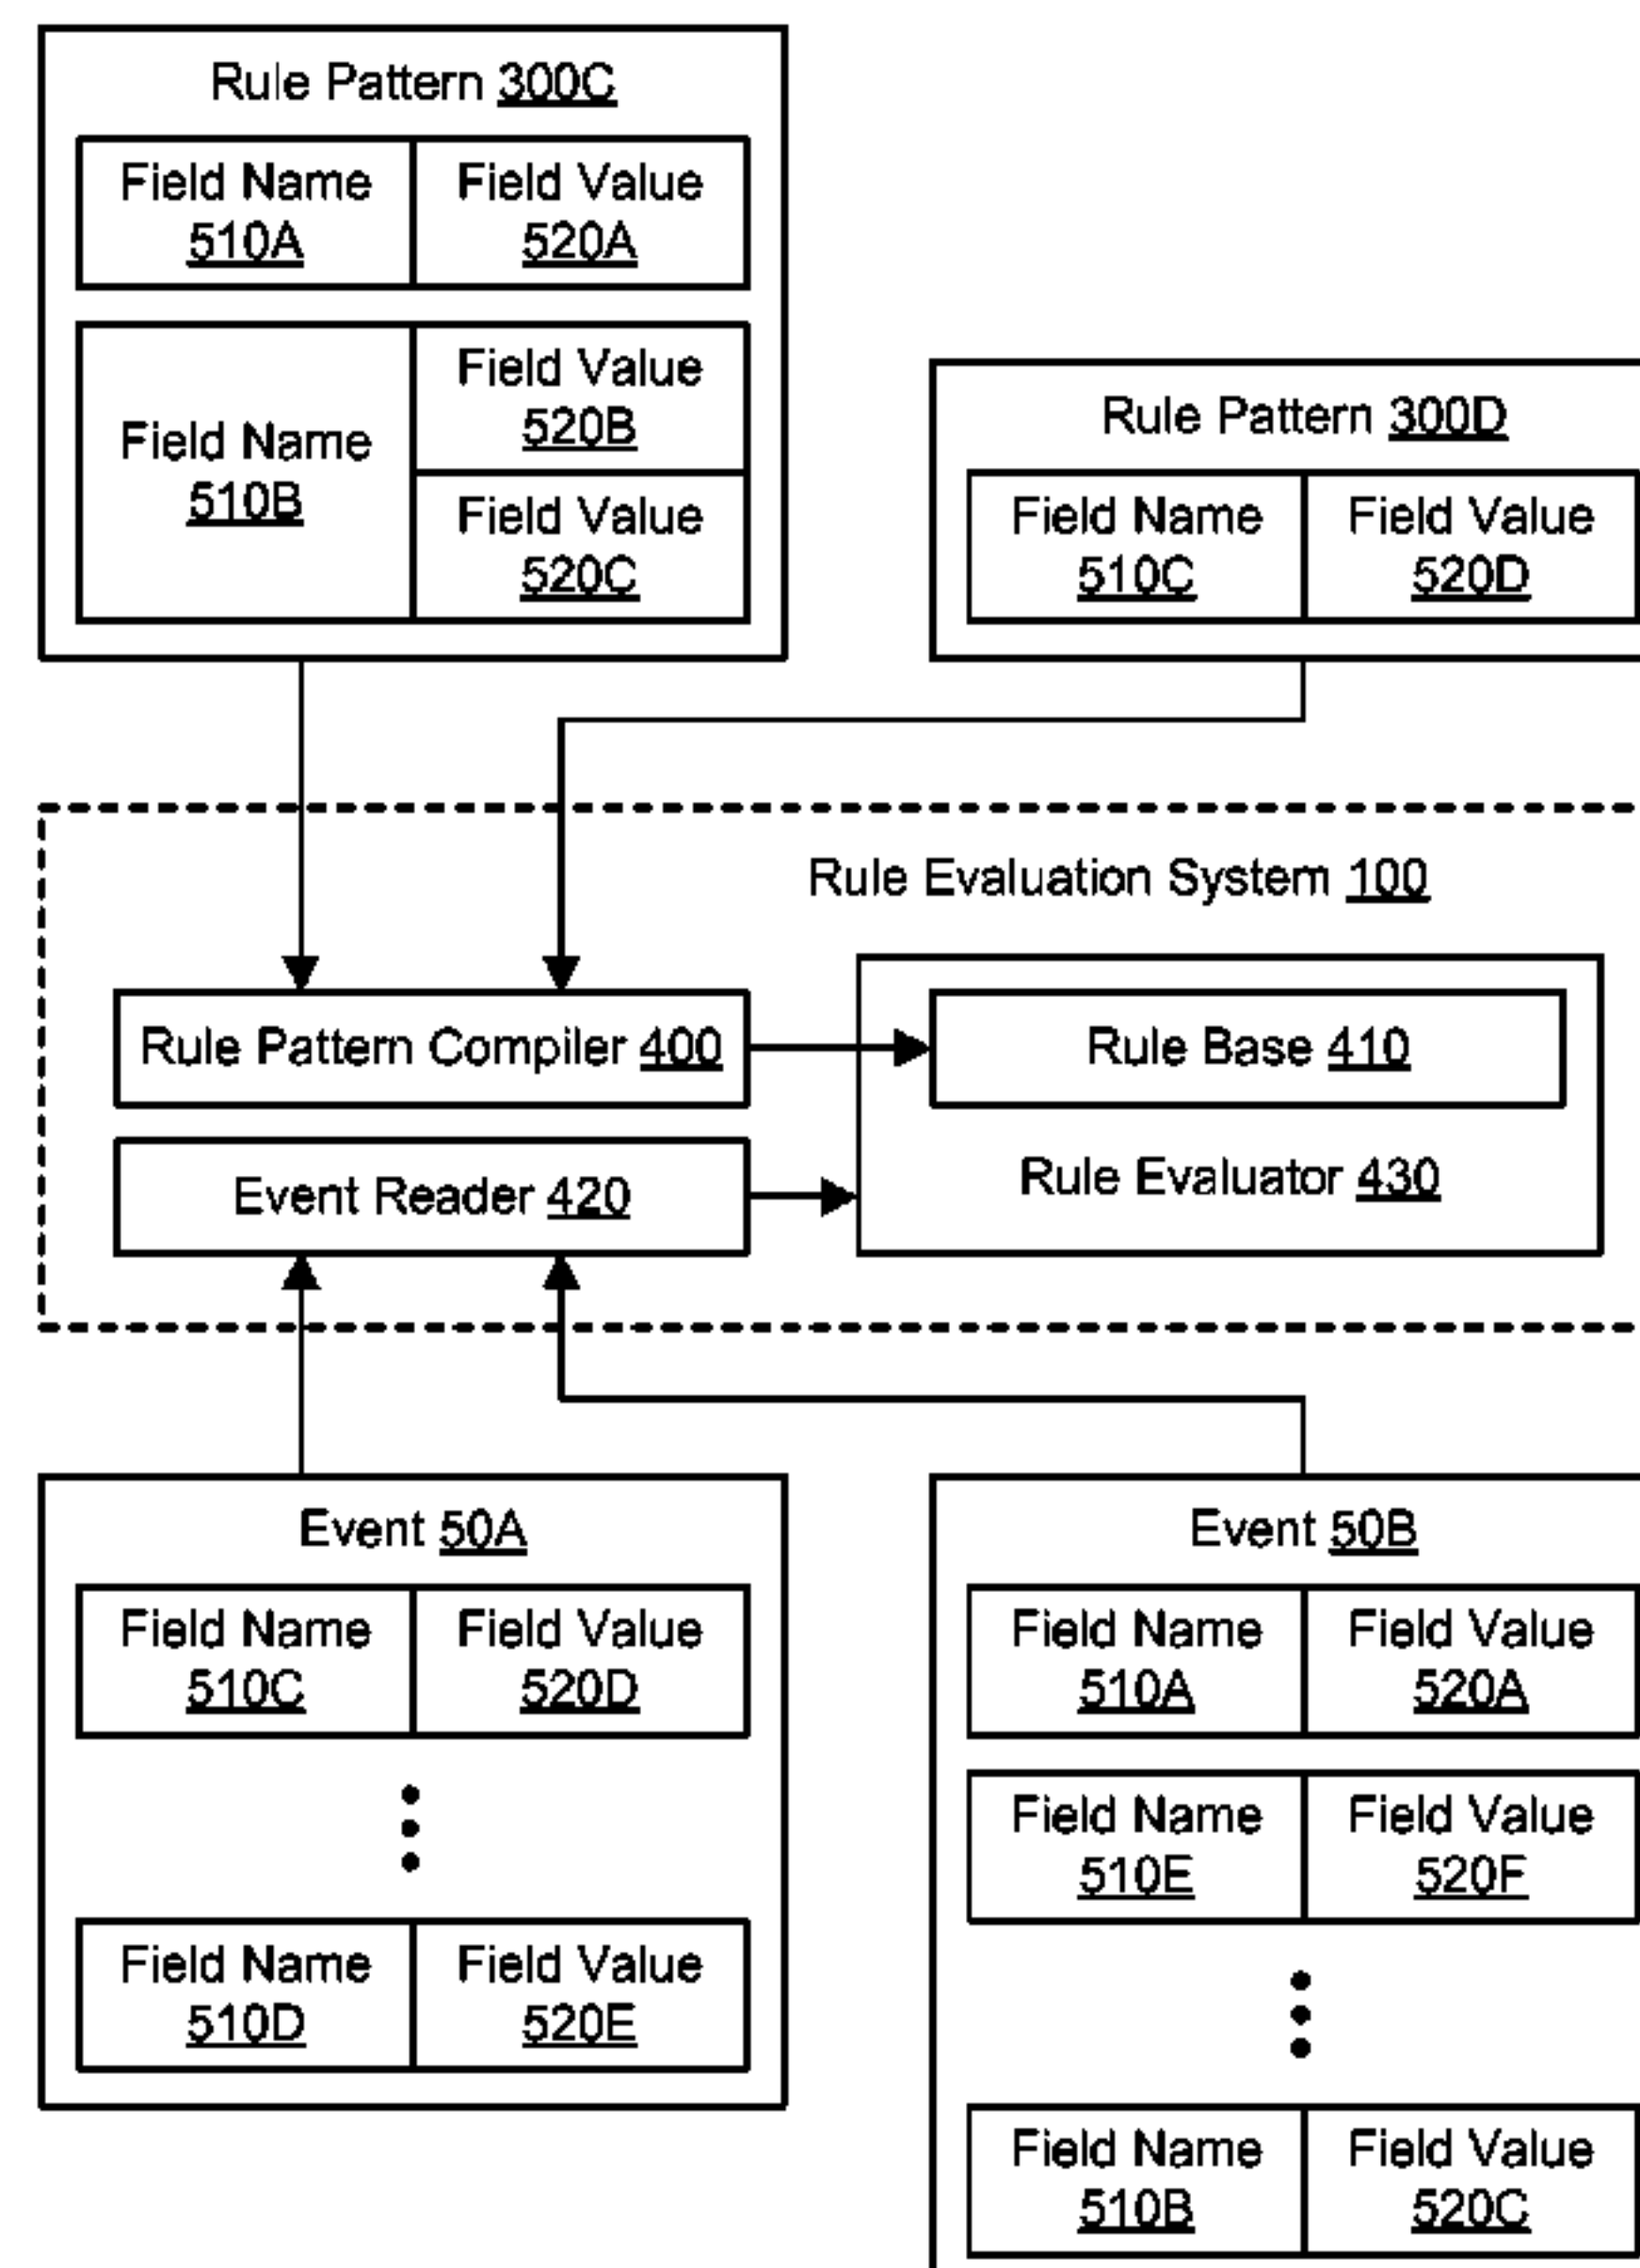 Rule Pattern 300C
Field Name
510A
Field Value
520A
Field Name
510B
Field Value
520B
Field Value
520C
Rule Pattern 300D
Field Name
510C
Field Value
520D
Rule Evaluation System 100
Rule Pattern Compiler 400
Rule Base 410
Event Reader 420
Rule Evaluator 430
Event 50A
Field Name
510C
Field Value
520D
Field Name
510D
Field Value
520E
Event 50B
Field Name
510A
Field Value
520A
Field Name
510E
Field Value
520F
Field Name
510B
Field Value
520C